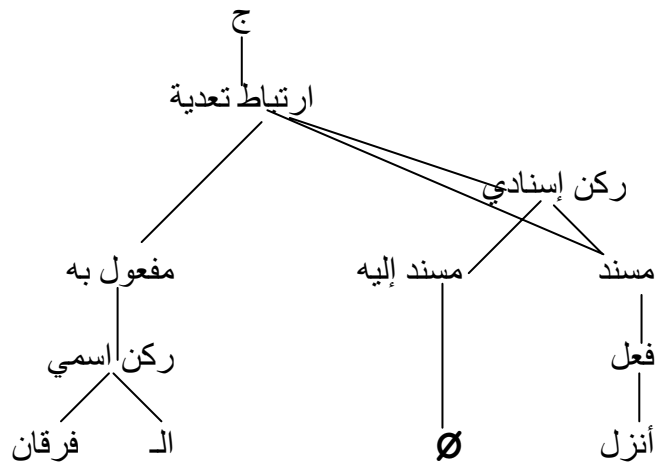 ج
ارتباط تعدية
ركن إسنادي
مسند مسند إليه مفعول به
فعل ركن اسمي
أنزل Ø الـ فرقان